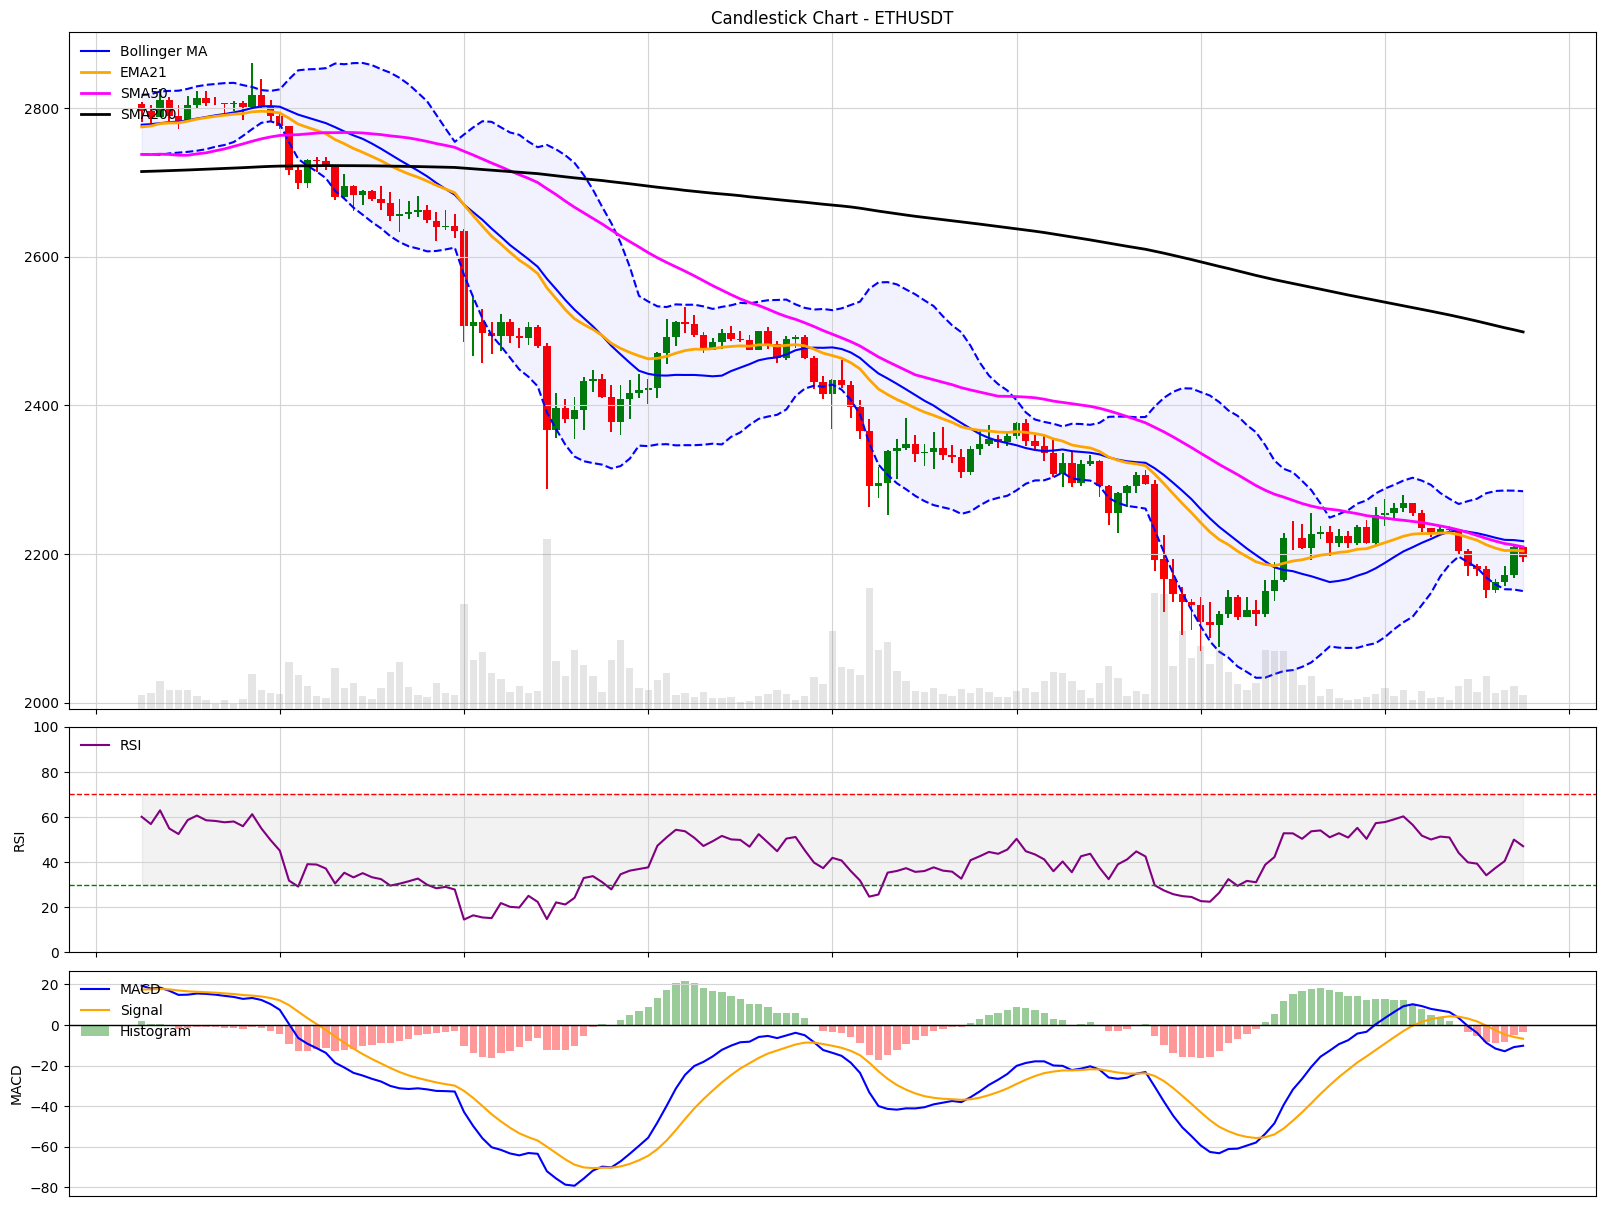 Candlestick Chart - ETHUSDT
Bollinger MA
EMA21
SMA50
SMA200
2800
2600
2400
2200
2000
RSI
100
80
60
40
20
0
RSI
MACD
Signal
Histogram
20
0
−20
−40
−60
−80
MACD